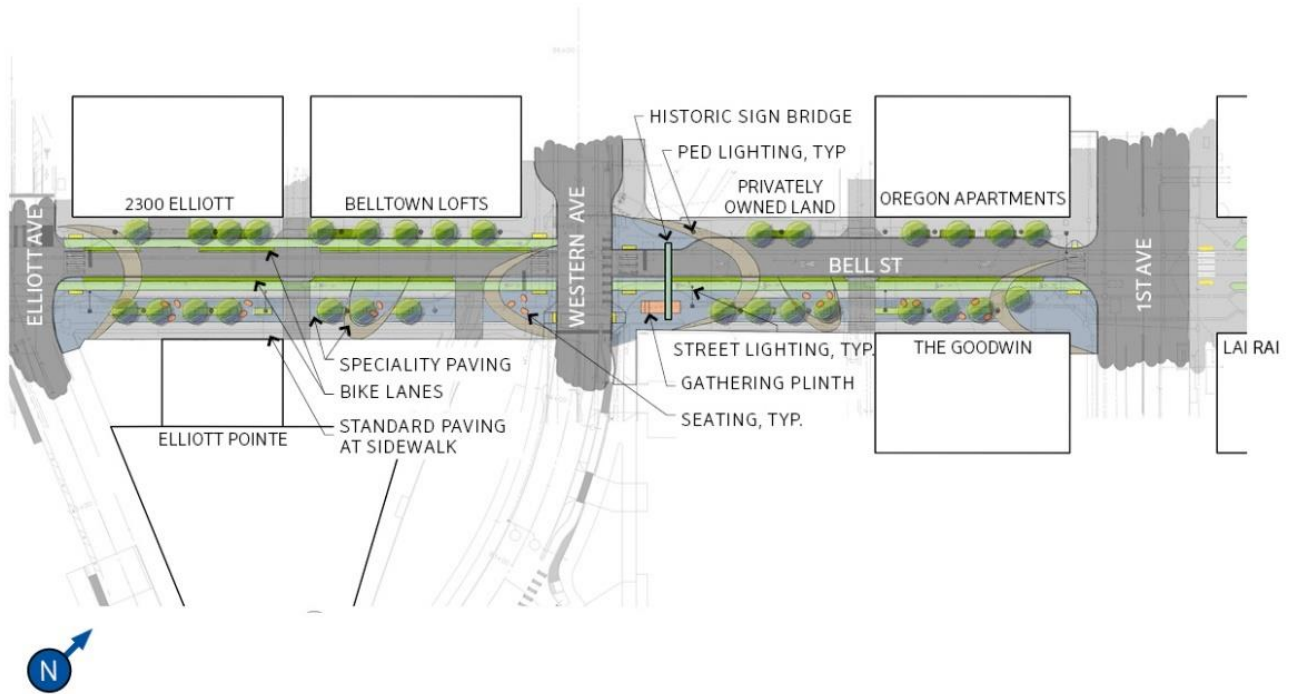 HISTORIC SIGN BRIDGE
PED LIGHTING, TYP
PRIVATELY
OWNED LAND
2300 ELLIOTT
BELLTOWN LOFTS
OREGON APARTMENTS
ELLIOTT AVE
WESTERN AVE
BELL ST
1ST AVE
SPECIALITY PAVING
BIKE LANES
STANDARD PAVING
AT SIDEWALK
ELLIOTT POINTE
STREET LIGHTING, TYP.
GATHERING PLINTH
SEATING, TYP.
THE GOODWIN
LAI RAI
N